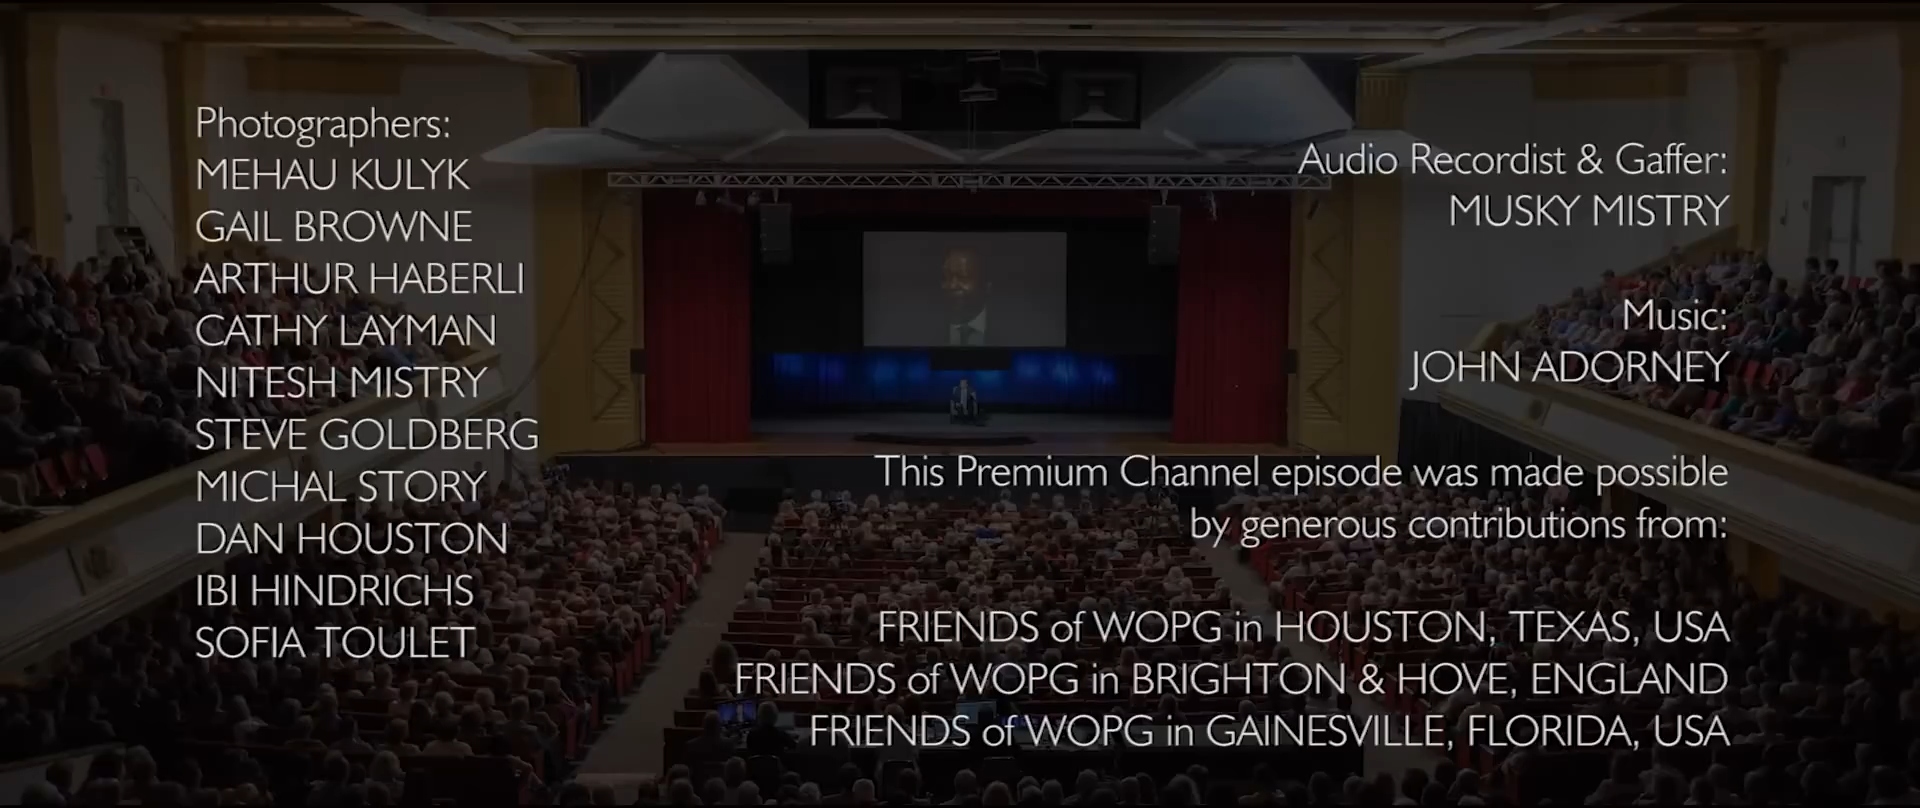 Photographers:
MEHAU KULYK
GAIL BROWNE
ARTHUR HABERLI
CATHY LAYMAN
NITESH MISTRY
STEVE GOLDBERG
MICHAL STORY
DAN HOUSTON
IBI HINDRICHS
SOFIA TOULET
Audio Recordist & Gaffer:
MUSKY MISTRY
Music:
JOHN ADORNEY
This Premium Channel episode was made possible
by generous contributions from:
FRIENDS of WOPG in HOUSTON, TEXAS, USA
FRIENDS of WOPG in BRIGHTON & HOVE, ENGLAND
FRIENDS of WOPG in GAINESVILLE, FLORIDA, USA